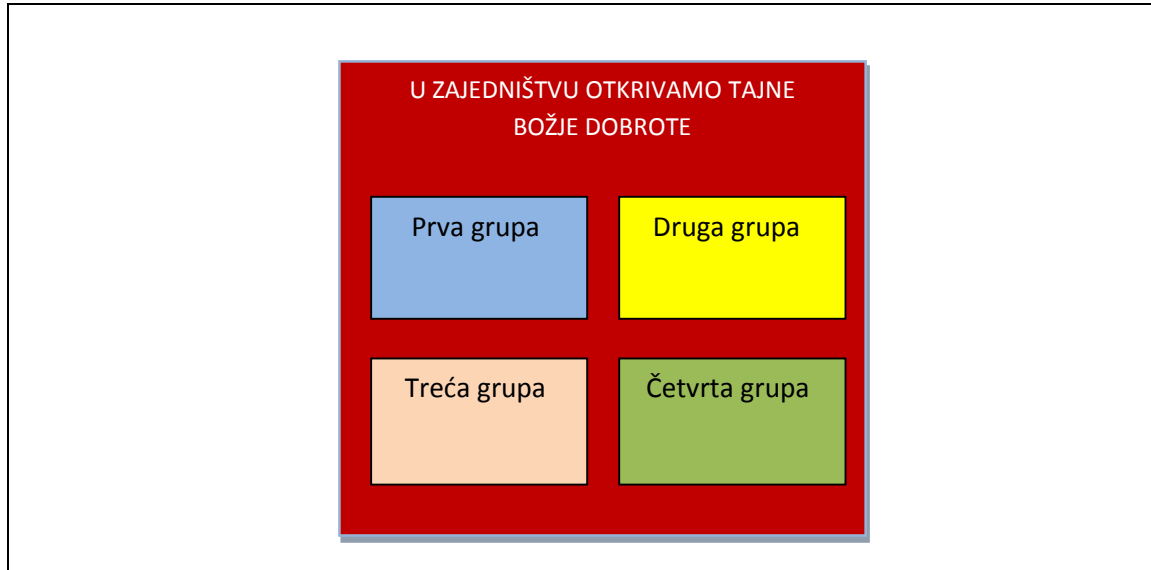 U ZAJEDNIŠTVU OTKRIVAMO TAJNE
BOŽJE DOBROTE
Prva grupa
Druga grupa
Treća grupa
Četvrta grupa